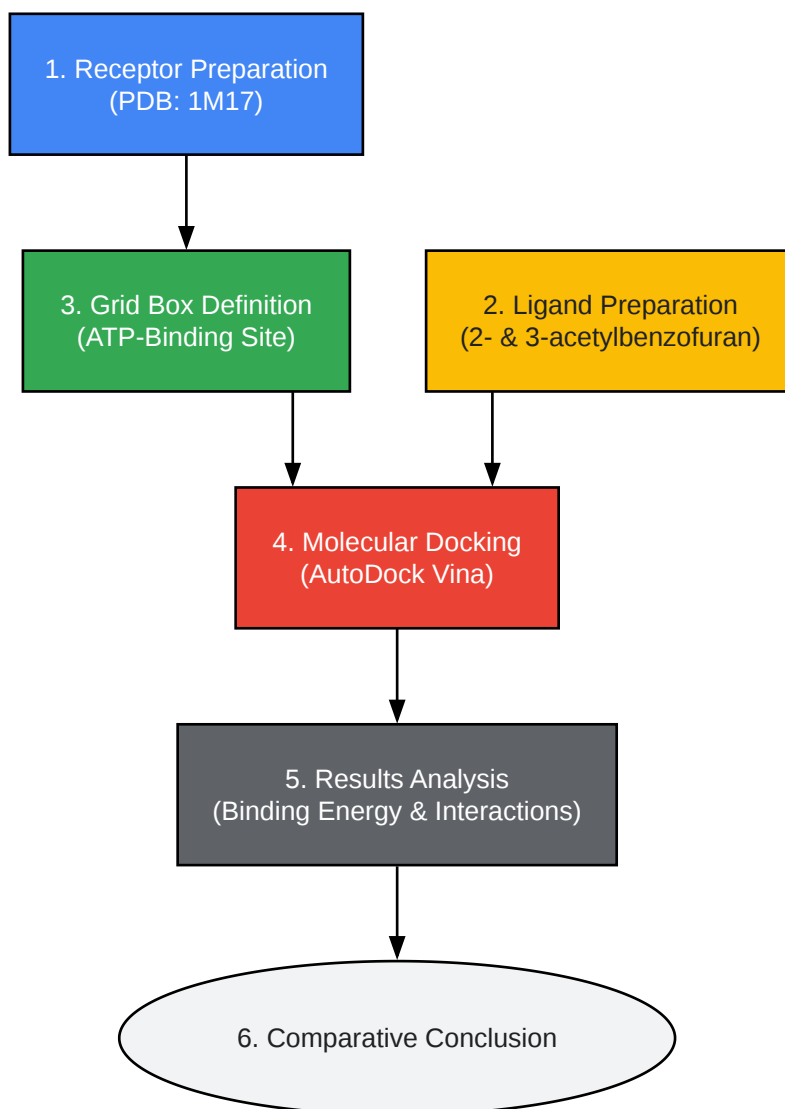 1. Receptor Preparation
(PDB: 1M17)
3. Grid Box Definition
(ATP-Binding Site)
2. Ligand Preparation
(2- & 3-acetylbenzofuran)
4. Molecular Docking
(AutoDock Vina)
5. Results Analysis
(Binding Energy & Interactions)
6. Comparative Conclusion